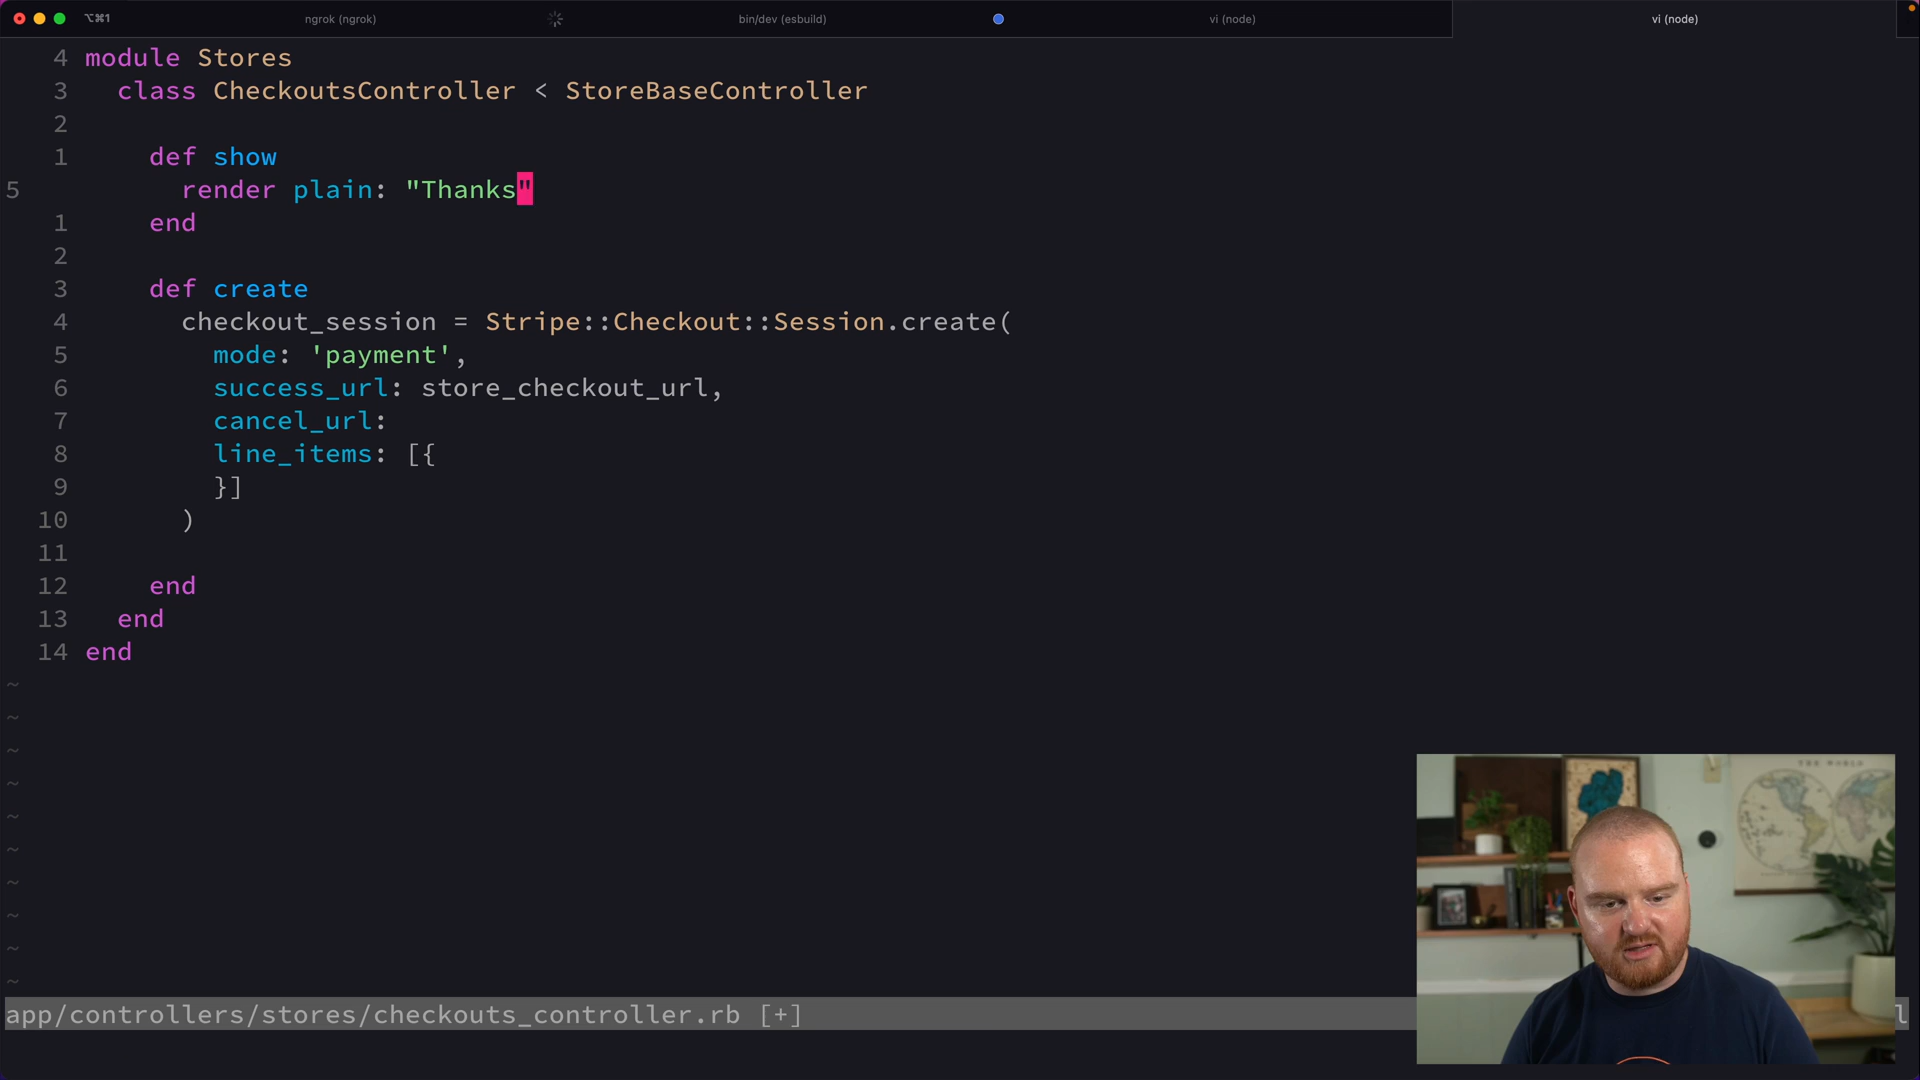 ⌥⌘1 ngrok (ngrok) bin/dev (esbuild) vi (node) vi (node)
4 module Stores
3 class CheckoutsController < StoreBaseController
2
1 def show
5 render plain: "Thanks"
1 end
2
3 def create
4 checkout_session = Stripe::Checkout::Session.create(
5 mode: 'payment',
6 success_url: store_checkout_url,
7 cancel_url:
8 line_items: [{
9 }]
10 )
11
12 end
13 end
14 end
~
~
~
~
~
~
~
~
~
~
THE WORLD
app/controllers/stores/checkouts_controller.rb [+]